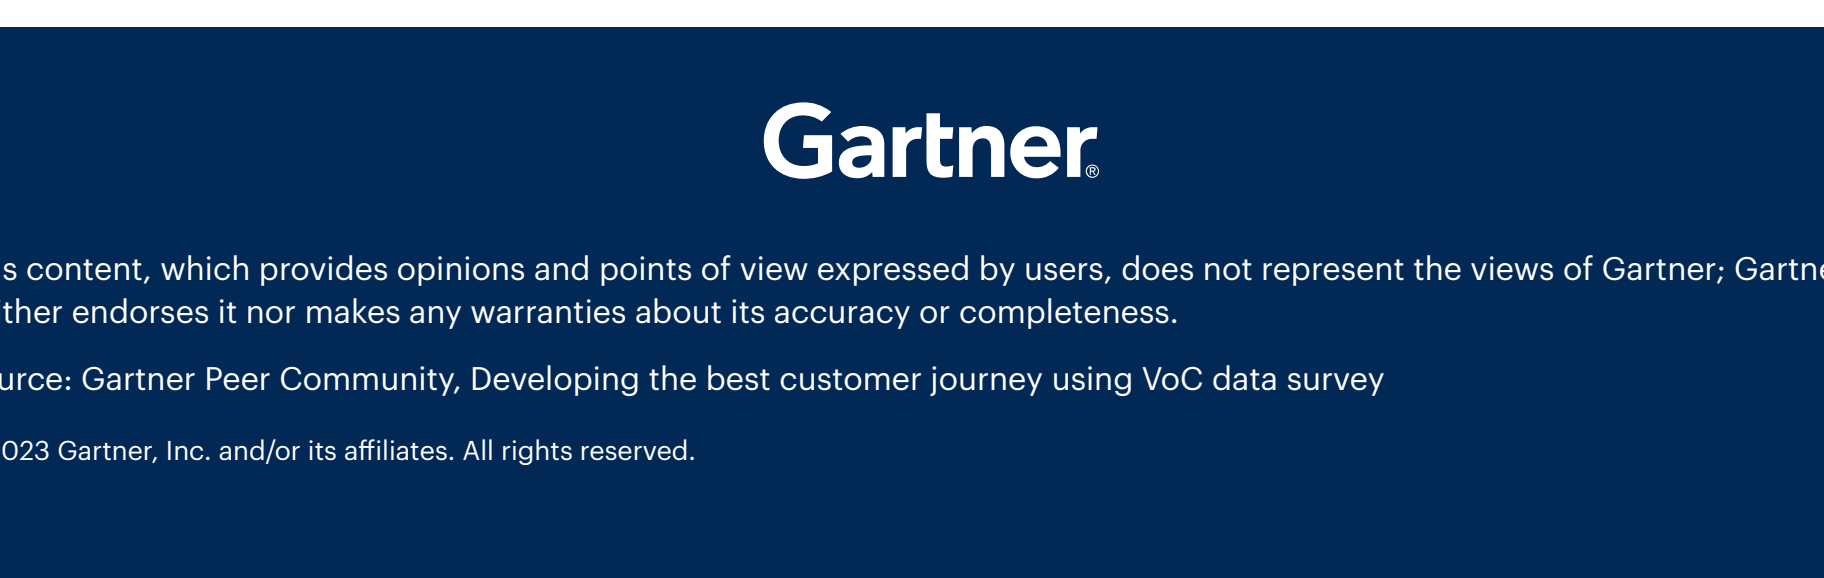 Gartner®
s content, which provides opinions and points of view expressed by users, does not represent the views of Gartner; Gartne
ther endorses it nor makes any warranties about its accuracy or completeness.
urce: Gartner Peer Community, Developing the best customer journey using VoC data survey
023 Gartner, Inc. and/or its affiliates. All rights reserved.